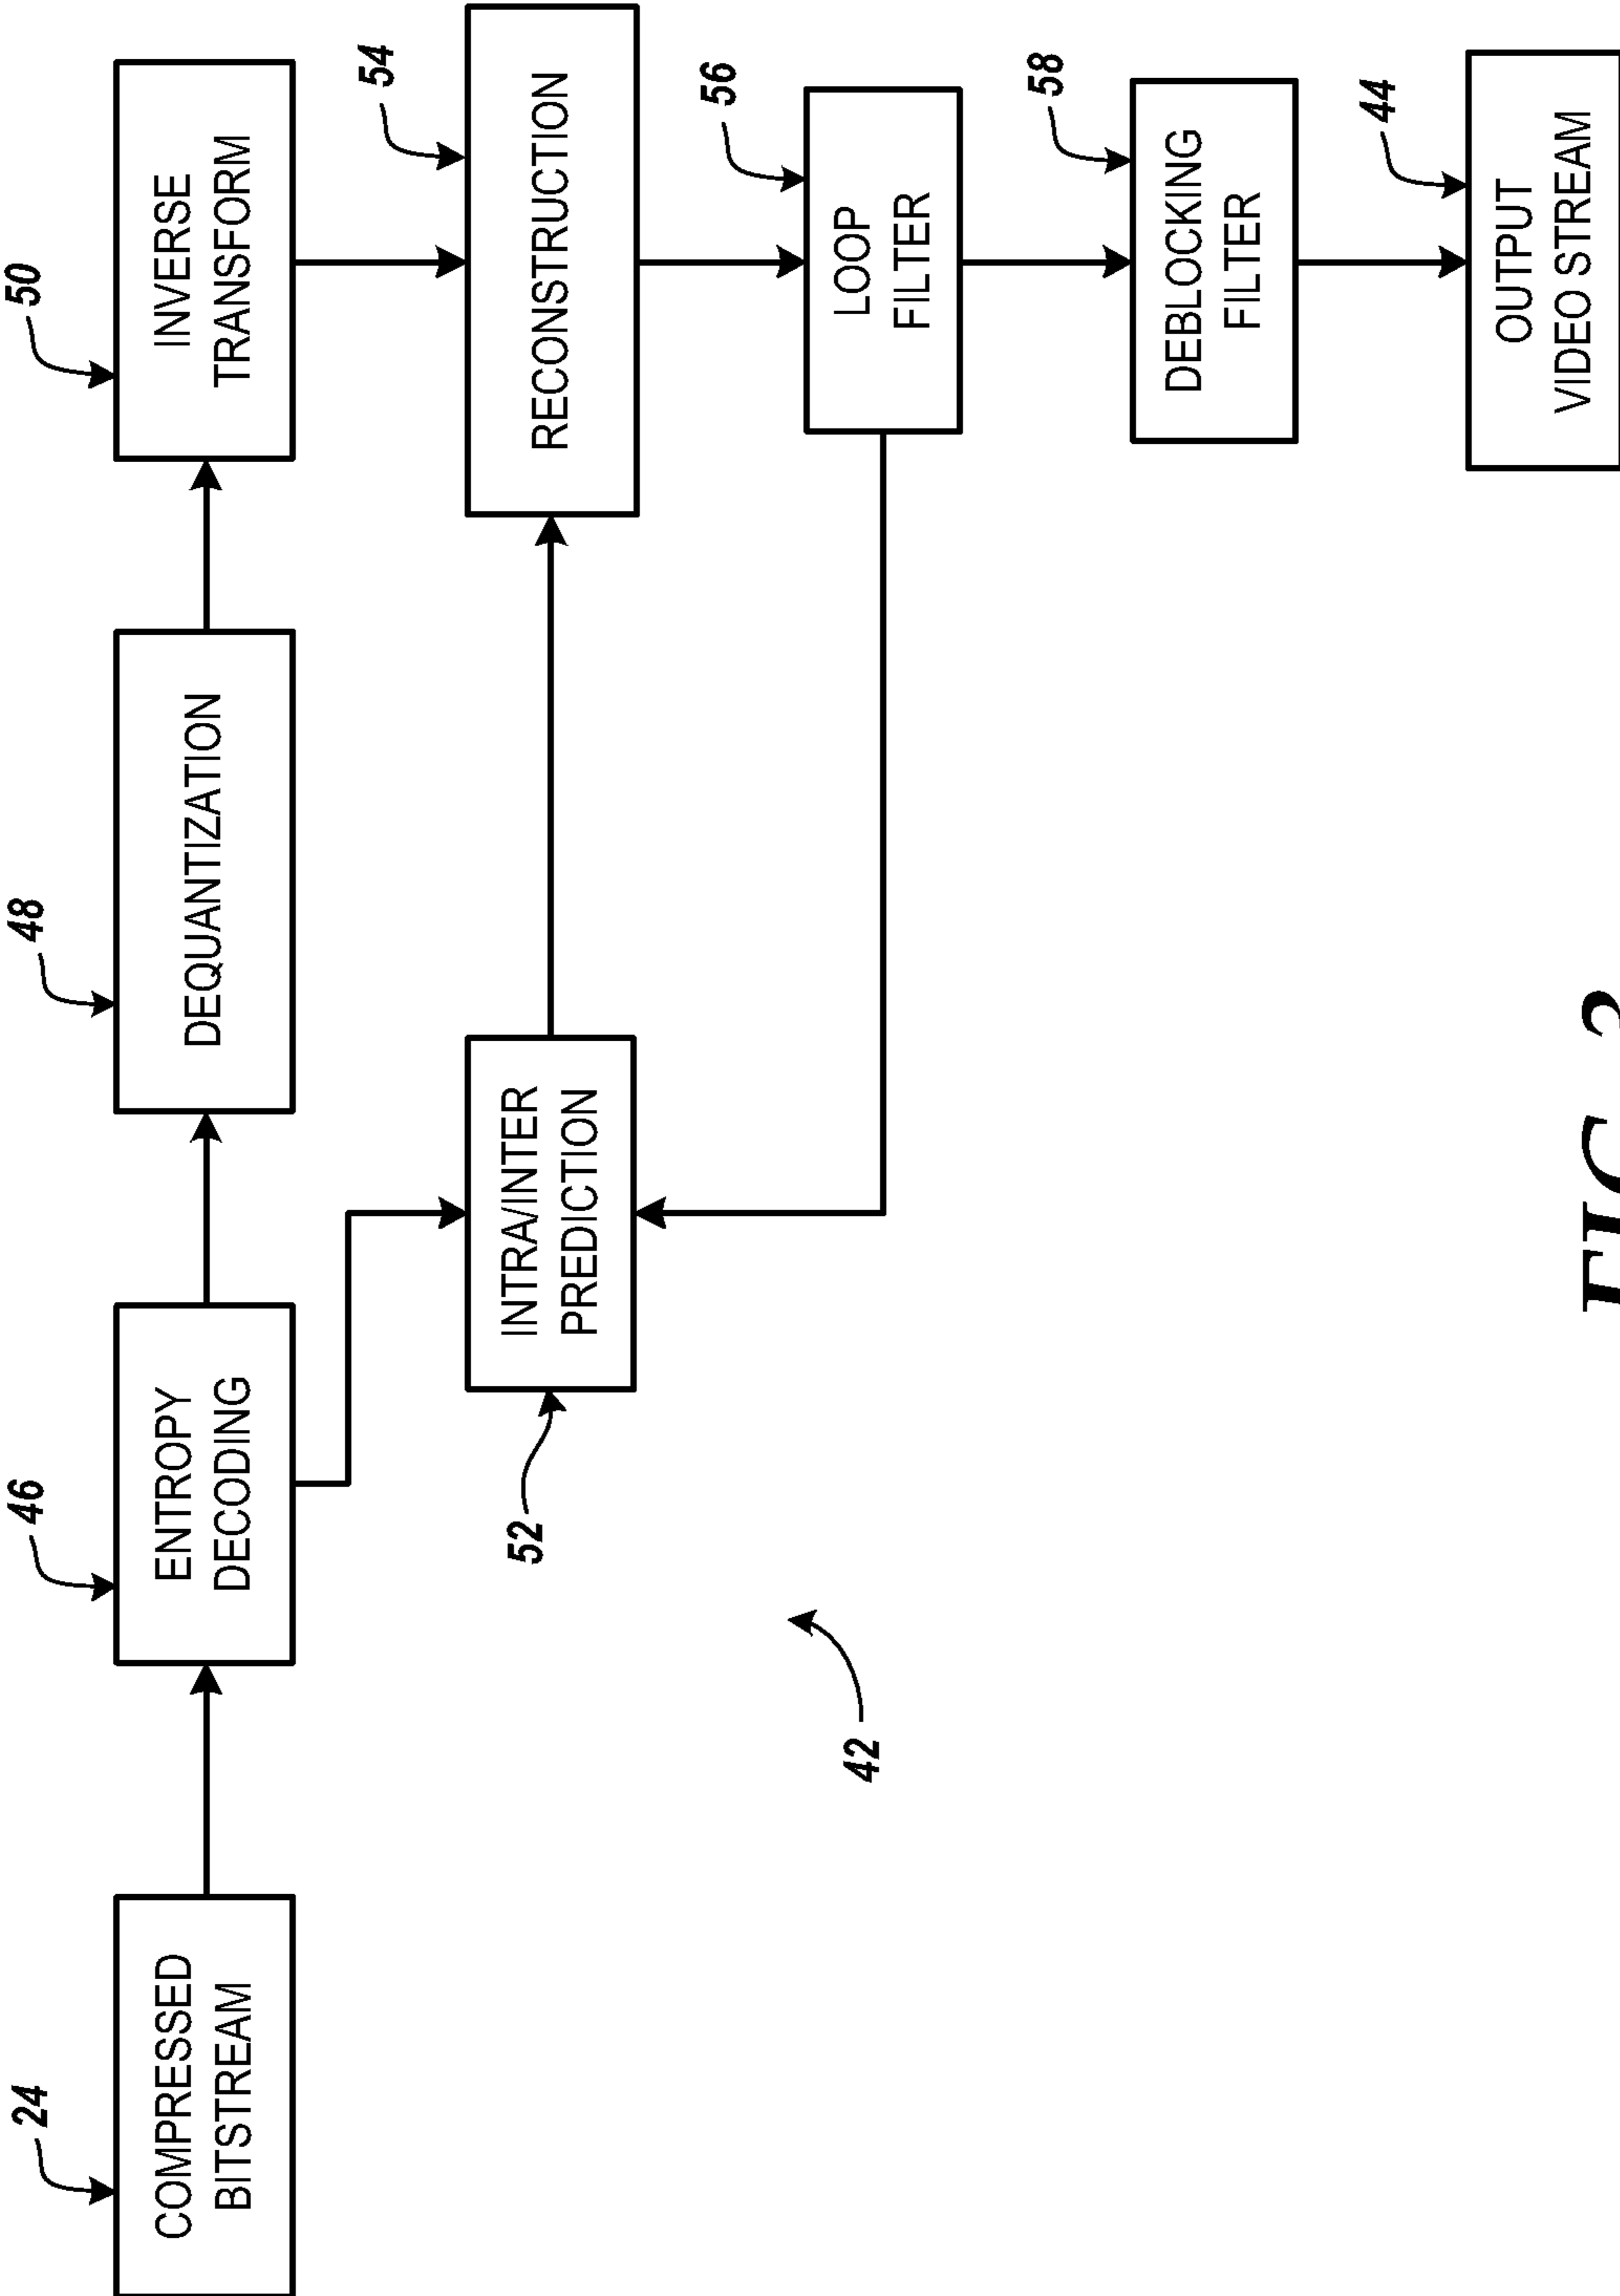 24
46
48
50
COMPRESSED
BITSTREAM
ENTROPY
DECODING
DEQUANTIZATION
INVERSE
TRANSFORM
52
INTRA/INTER
PREDICTION
54
RECONSTRUCTION
42
56
LOOP
FILTER
58
DEBLOCKING
FILTER
44
OUTPUT
VIDEO STREAM